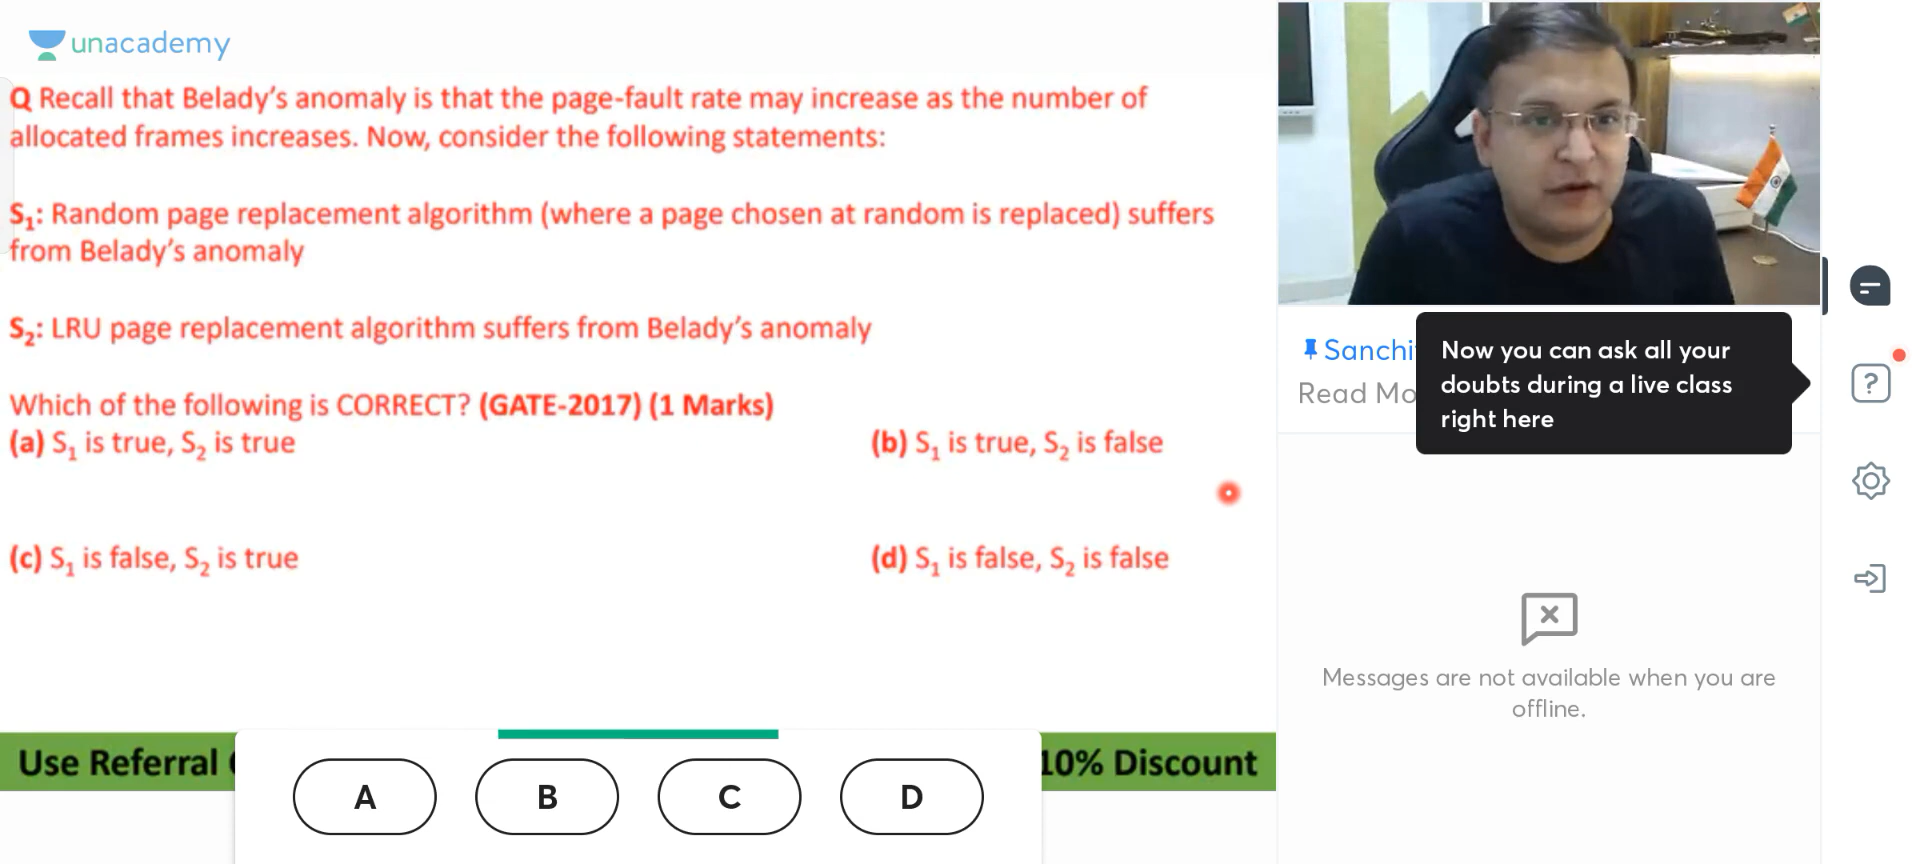 unacademy
Q Recall that Belady's anomaly is that the page-fault rate may increase as the number of
allocated frames increases. Now, consider the following statements:
S1: Random page replacement algorithm (where a page chosen at random is replaced) suffers
from Belady's anomaly
S2: LRU page replacement algorithm suffers from Belady's anomaly
Which of the following is CORRECT? (GATE-2017) (1 Marks)
(a) S1 is true, S2 is true
(b) S1 is true, S2 is false
(c) S1 is false, S2 is true
(d) S1 is false, S2 is false
Use Referral
10% Discount
A
B
C
D
Sanchi
Read Mo
Now you can ask all your
doubts during a live class
right here
?
Messages are not available when you are
offline.